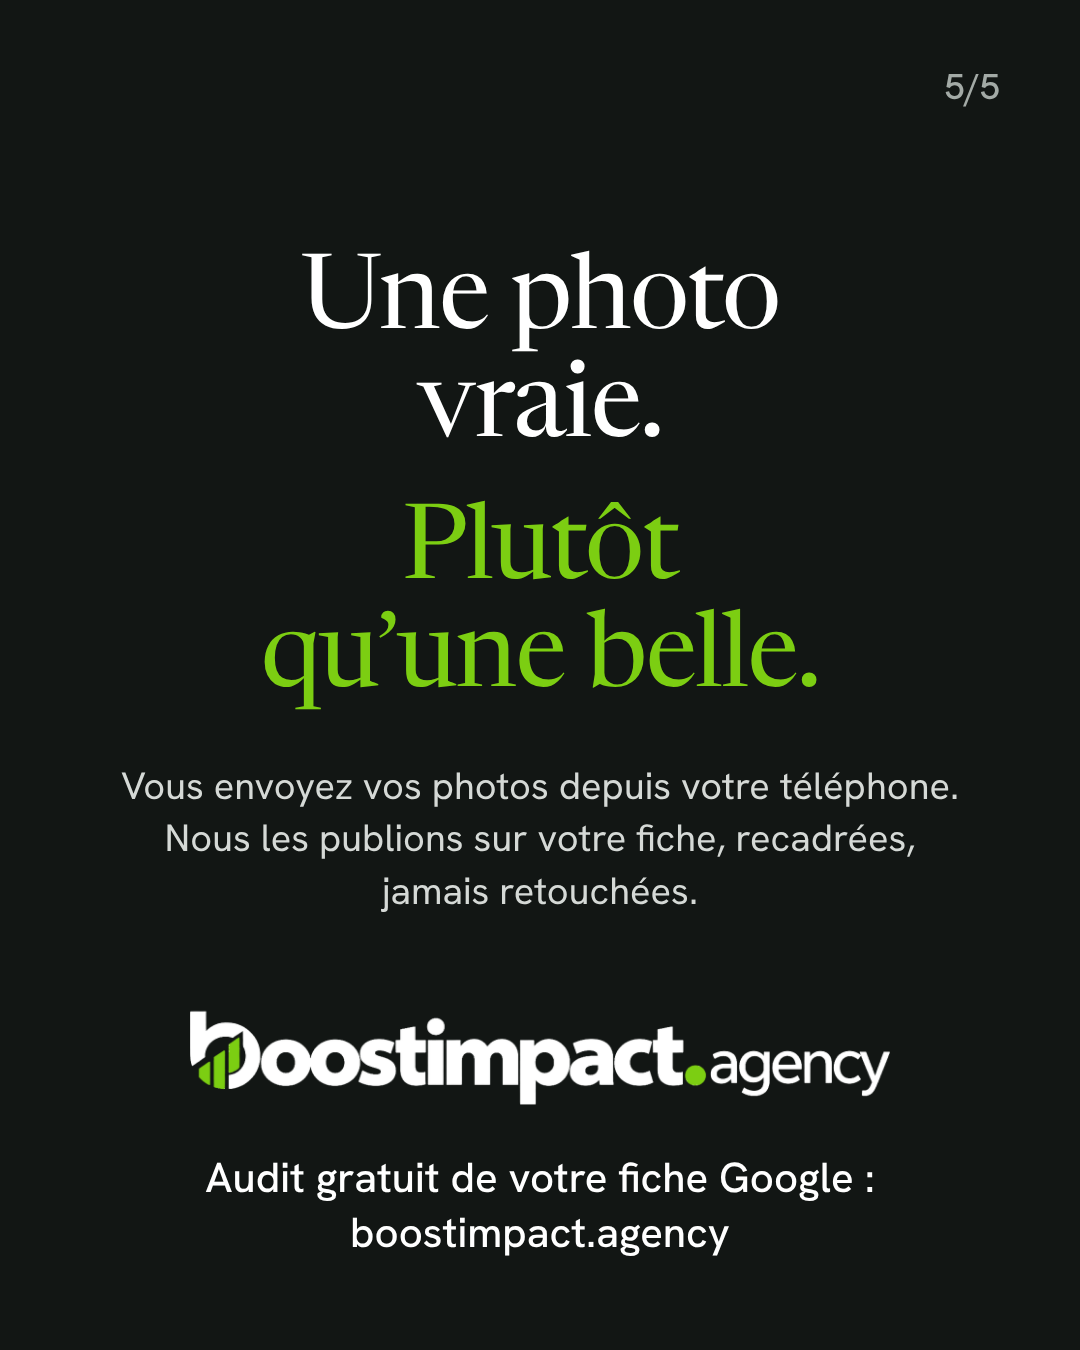 5/5
Une photo
vraie.
Plutôt
qu’une belle.
Vous envoyez vos photos depuis votre téléphone.
Nous les publions sur votre fiche, recadrées,
jamais retouchées.
boostimpact.agency
Audit gratuit de votre fiche Google :
boostimpact.agency